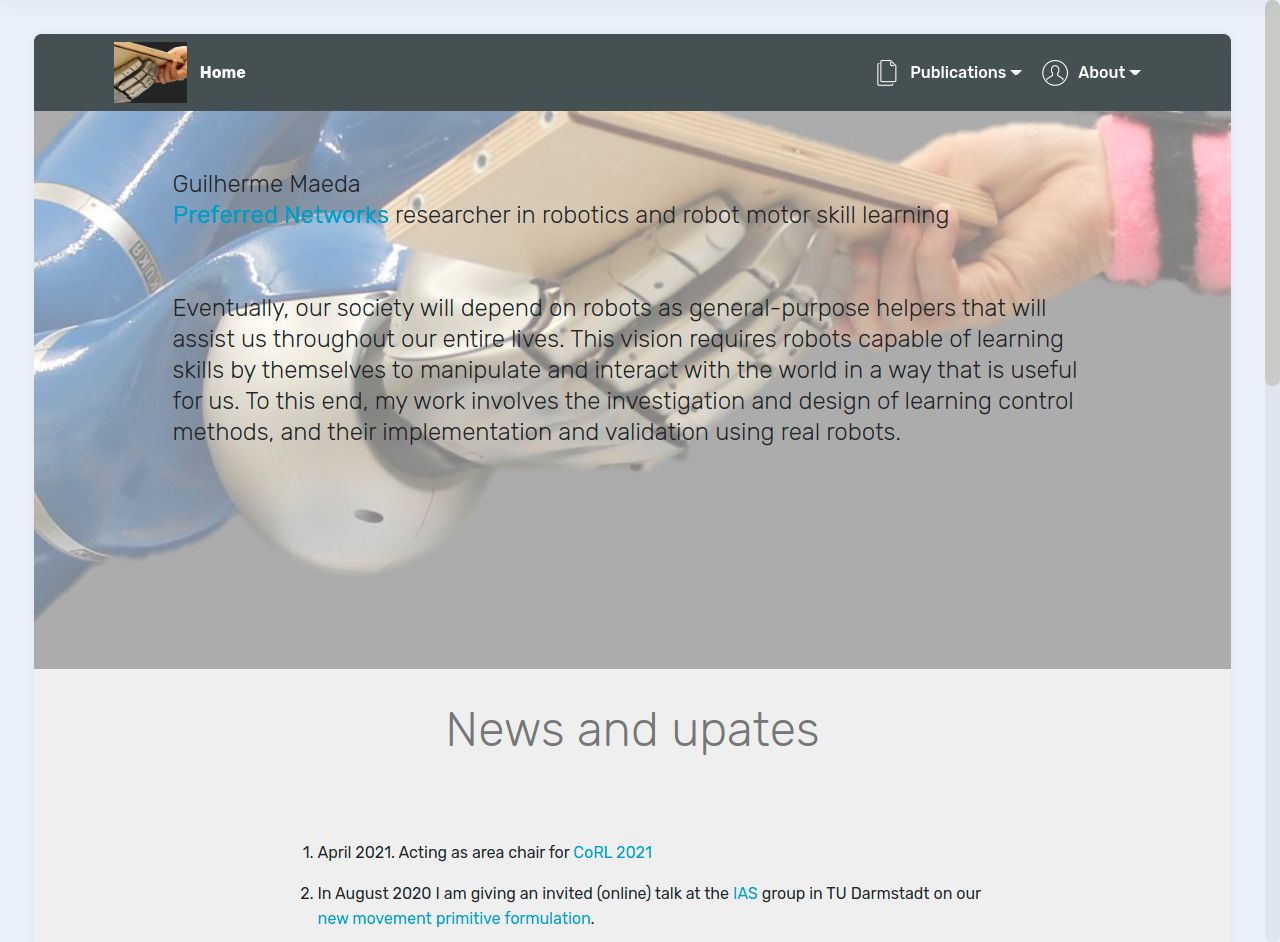 Home
Publications
About
Guilherme Maeda
Preferred Networks researcher in robotics and robot motor skill learning
Eventually, our society will depend on robots as general-purpose helpers that will
assist us throughout our entire lives. This vision requires robots capable of learning
skills by themselves to manipulate and interact with the world in a way that is useful
for us. To this end, my work involves the investigation and design of learning control
methods, and their implementation and validation using real robots.
KUKA
News and upates
1. April 2021. Acting as area chair for CoRL 2021
2. In August 2020 I am giving an invited (online) talk at the IAS group in TU Darmstadt on our
new movement primitive formulation.